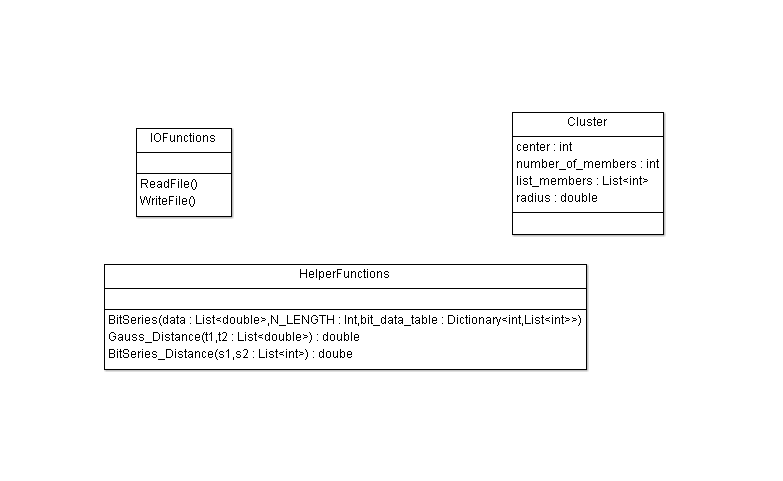 IOFunctions
ReadFile()
WriteFile()
Cluster
center : int
number_of_members : int
list_members : List<int>
radius : double
HelperFunctions
BitSeries(data : List<double>,N_LENGTH : Int,bit_data_table : Dictionary<int,List<int>>)
Gauss_Distance(t1,t2 : List<double>) : double
BitSeries_Distance(s1,s2 : List<int>) : doube